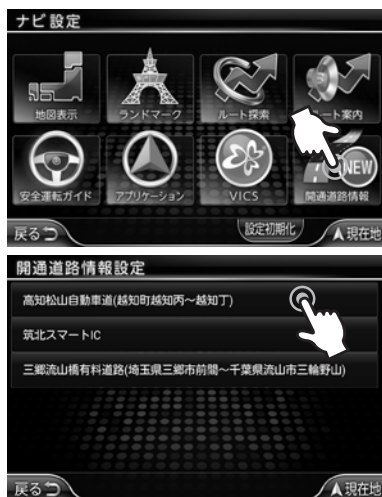 ナビ設定
地図表示
ランドマーク
ルート探索
ート案内
NEW
安全運転ガイド
アプリケーション
VICS
開通道路情報
戻る
設定初期化
現在地
開通道路情報設定
高知松山自動車道(越知町越知丙～越知丁)
筑北スマートIC
三郷流山橋有料道路(埼玉県三郷市前間～千葉県流山市三輪野山)
戻る
現在地